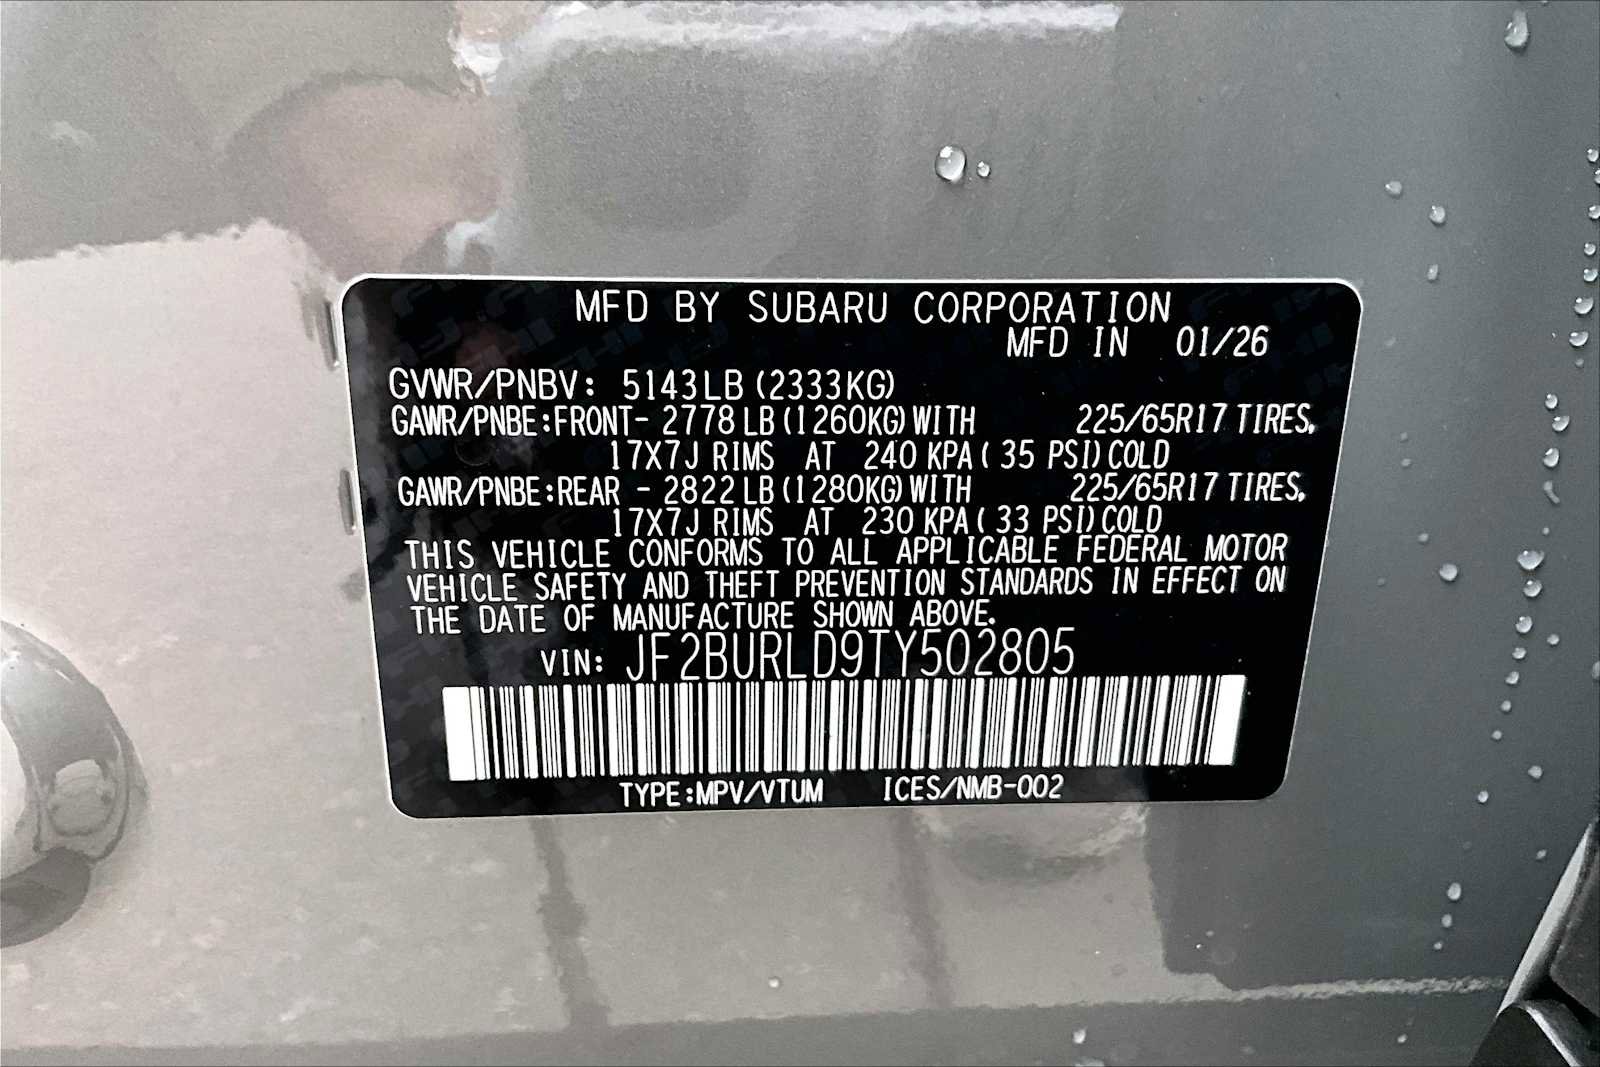 MFD BY SUBARU CORPORATION
MFD IN 01/26
GVWR/PNBV: 5143LB (2333KG)
GAWR/PNBE:FRONT- 2778 LB (1260KG) WITH 225/65R17 TIRES,
17X7J RIMS AT 240 KPA ( 35 PSI) COLD
GAWR/PNBE:REAR - 2822 LB (1280KG) WITH 225/65R17 TIRES,
17X7J RIMS AT 230 KPA ( 33 PSI) COLD
THIS VEHICLE CONFORMS TO ALL APPLICABLE FEDERAL MOTOR
VEHICLE SAFETY AND THEFT PREVENTION STANDARDS IN EFFECT ON
THE DATE OF MANUFACTURE SHOWN ABOVE.
VIN: JF2BURLD9TY502805
TYPE:MPV/VTUM ICES/NMB-002